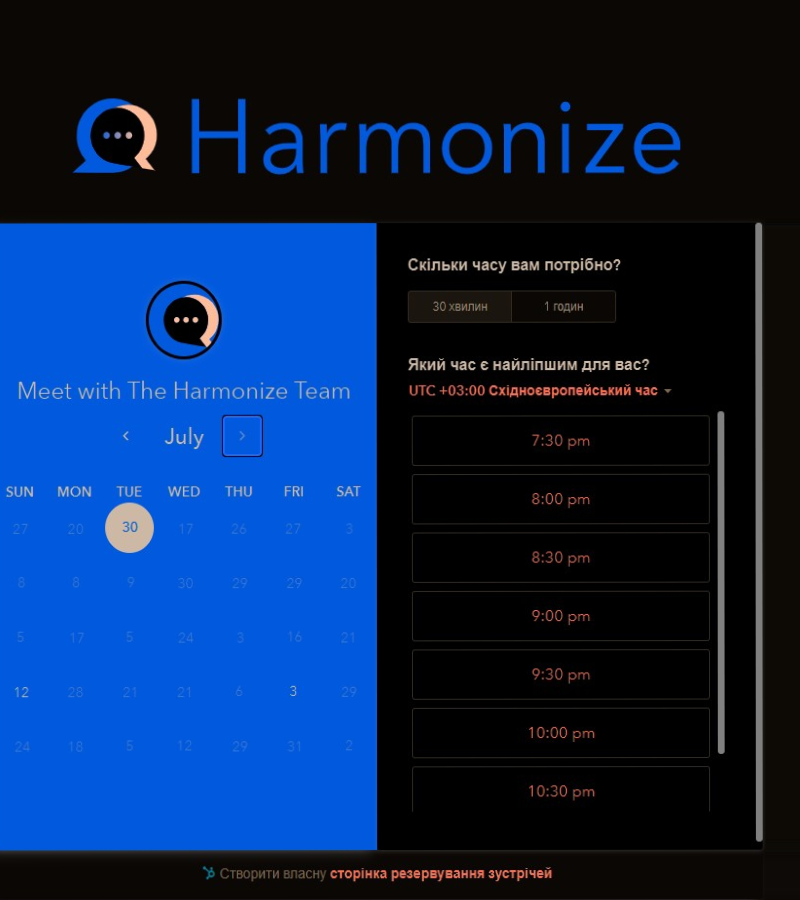 Harmonize
Meet with The Harmonize Team
July
SUN MON TUE WED THU FRI SAT
27 20 30 17 26 27 3
8 8 9 30 29 29 20
5 17 5 24 3 16 21
12 28 21 21 6 3 29
24 18 5 12 29 31 2
Скільки часу вам потрібно?
30 хвилин 1 годин
Який час є найліпшим для вас?
UTC +03:00 Східноєвропейський час
7:30 pm
8:00 pm
8:30 pm
9:00 pm
9:30 pm
10:00 pm
10:30 pm
Створити власну сторінка резервування зустрічей